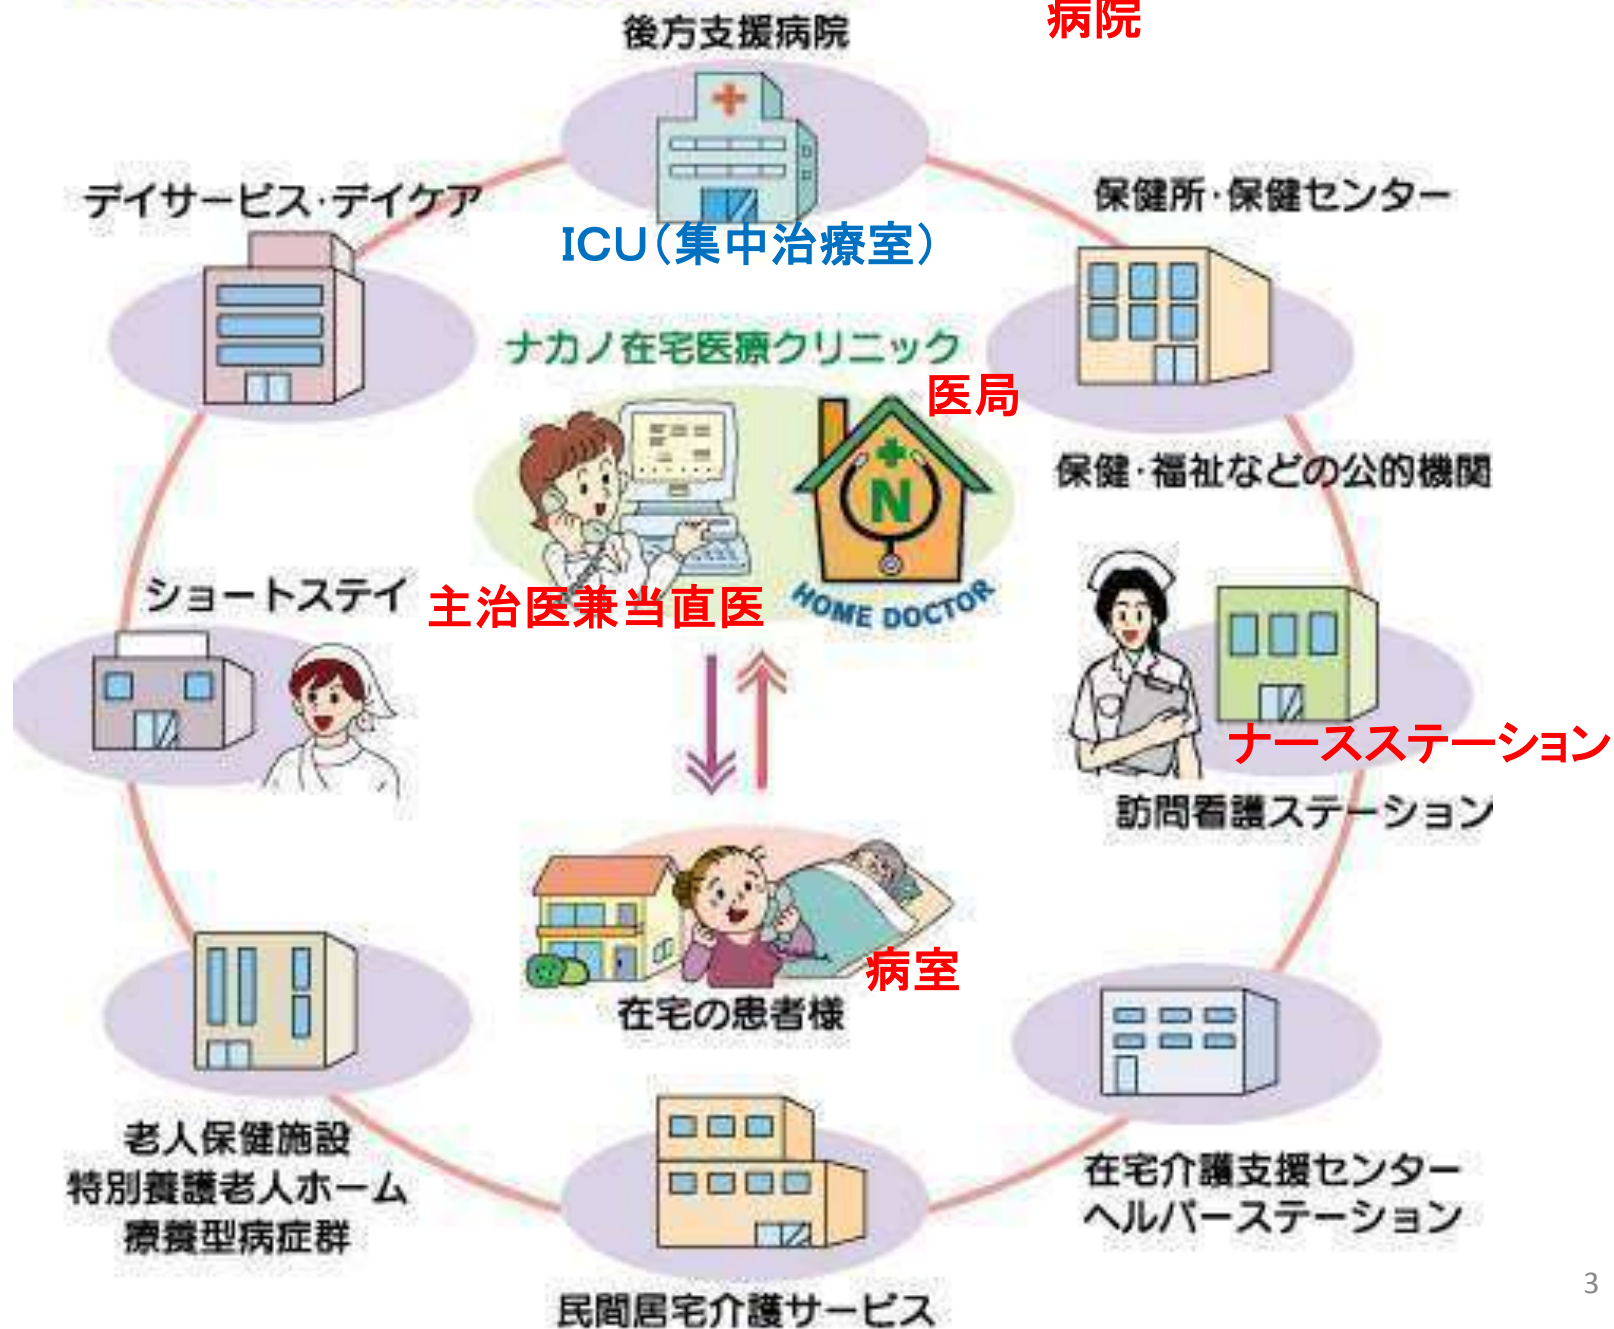 病院
後方支援病院
デイサービス・デイケア
保健所・保健センター
ICU(集中治療室)
ナカノ在宅医療クリニック
医局
保健・福祉などの公的機関
N
ショートステイ
主治医兼当直医
HOME DOCTOR
ナースステーション
訪問看護ステーション
病室
在宅の患者様
老人保健施設
特別養護老人ホーム
療養型病症群
在宅介護支援センター
ヘルパーステーション
民間居宅介護サービス
3